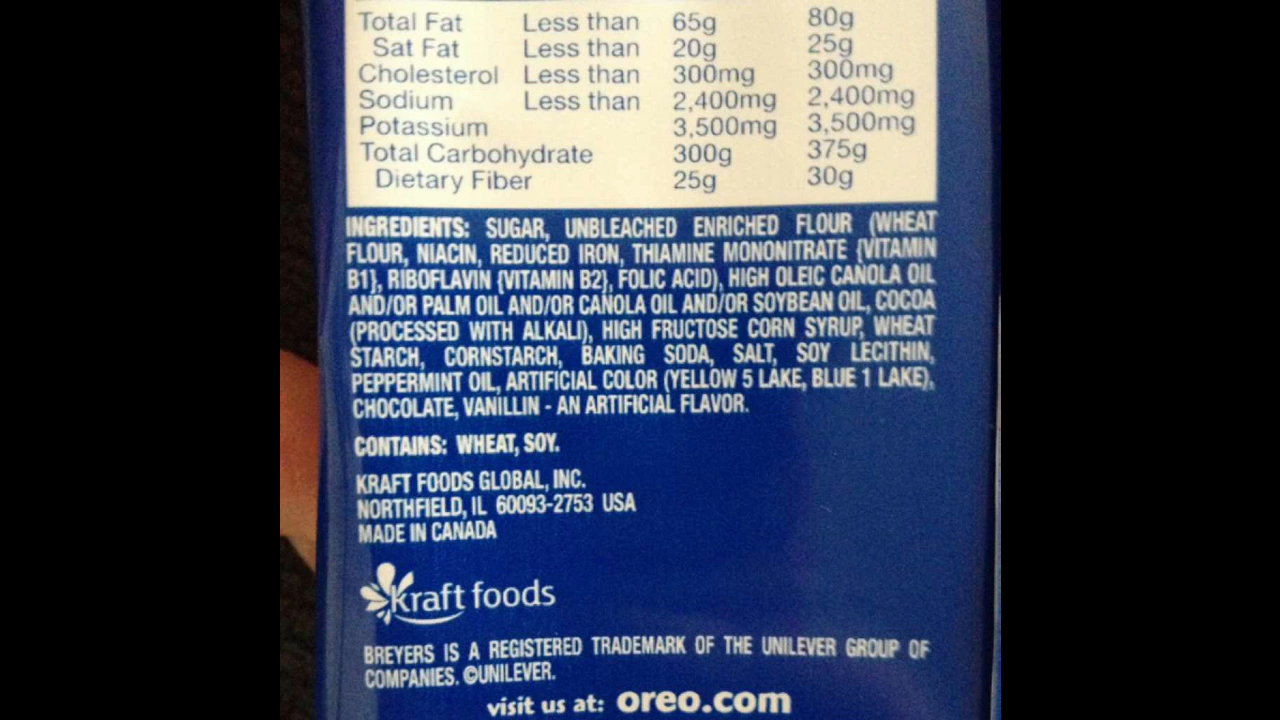 Total Fat Less than 65g 80g
Sat Fat Less than 20g 25g
Cholesterol Less than 300mg 300mg
Sodium Less than 2,400mg 2,400mg
Potassium 3,500mg 3,500mg
Total Carbohydrate 300g 375g
Dietary Fiber 25g 30g
INGREDIENTS: SUGAR, UNBLEACHED ENRICHED FLOUR (WHEAT
FLOUR, NIACIN, REDUCED IRON, THIAMINE MONONITRATE {VITAMIN
B1}, RIBOFLAVIN {VITAMIN B2}, FOLIC ACID), HIGH OLEIC CANOLA OIL
AND/OR PALM OIL AND/OR CANOLA OIL AND/OR SOYBEAN OIL, COCOA
(PROCESSED WITH ALKALI), HIGH FRUCTOSE CORN SYRUP, WHEAT
STARCH, CORNSTARCH, BAKING SODA, SALT, SOY LECITHIN,
PEPPERMINT OIL, ARTIFICIAL COLOR (YELLOW 5 LAKE, BLUE 1 LAKE),
CHOCOLATE, VANILLIN - AN ARTIFICIAL FLAVOR.
CONTAINS: WHEAT, SOY.
KRAFT FOODS GLOBAL, INC.
NORTHFIELD, IL 60093-2753 USA
MADE IN CANADA
kraft foods
BREYERS IS A REGISTERED TRADEMARK OF THE UNILEVER GROUP OF
COMPANIES. ©UNILEVER.
visit us at: oreo.com